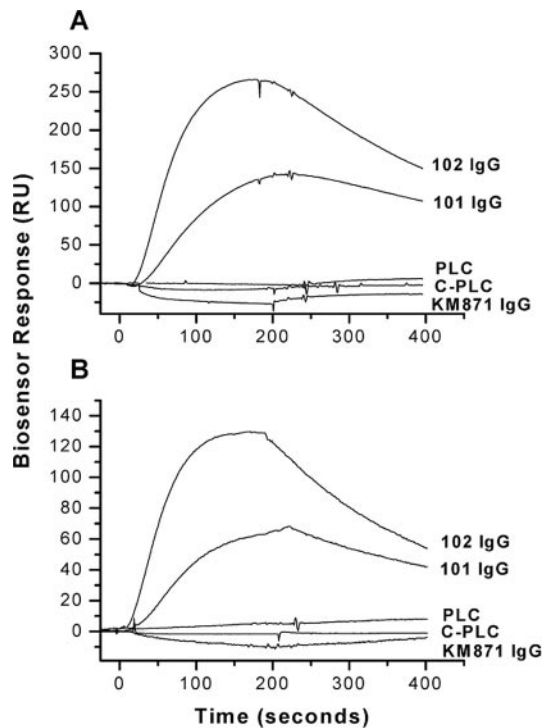 A
300
250
200
150
100
50
0
102 IgG
101 IgG
PLC
C-PLC
KM871 IgG
0 100 200 300 400
Biosensor Response (RU)
B
140
120
100
80
60
40
20
0
102 IgG
101 IgG
PLC
C-PLC
KM871 IgG
0 100 200 300 400
Time (seconds)